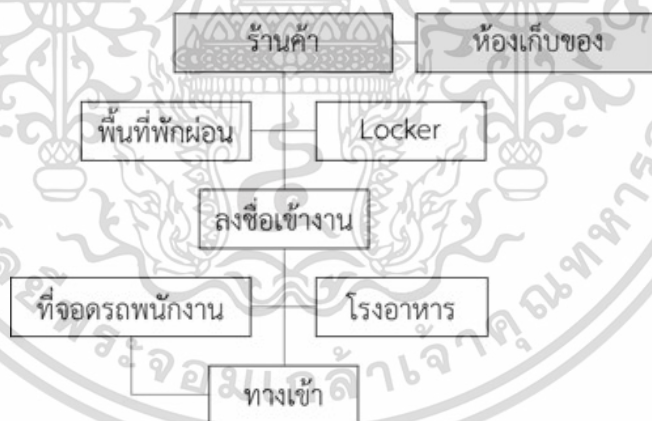 ร้านค้า
ห้องเก็บของ
พื้นที่พักผ่อน
Locker
ลงชื่อเข้างาน
ที่จอดรถพนักงาน
โรงอาหาร
ทางเข้า